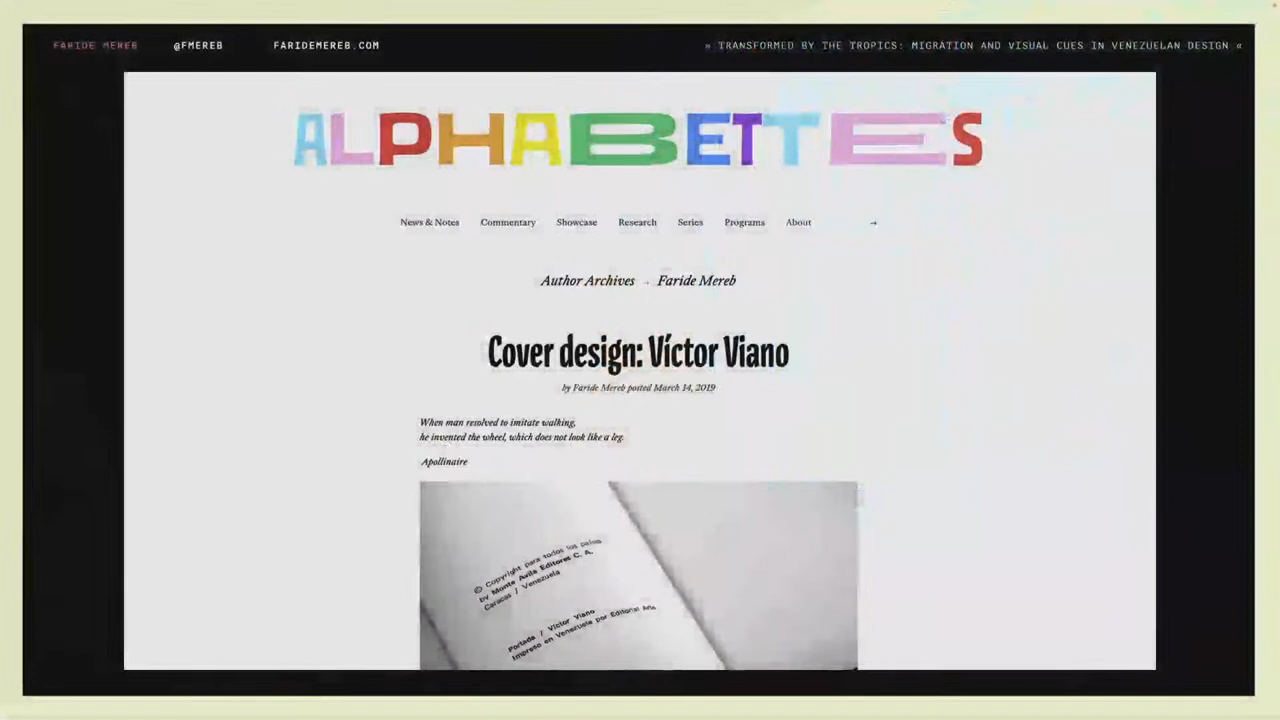 FARIDE MEREB @FMEREB FARIDEMEREB.COM » TRANSFORMED BY THE TROPICS: MIGRATION AND VISUAL CUES IN VENEZUELAN DESIGN «
ALPHABETTES
News & Notes Commentary Showcase Research Series Programs About →
Author Archives → Faride Mereb
Cover design: Víctor Viano
by Faride Mereb posted March 14, 2019
When man resolved to imitate walking,
he invented the wheel, which does not look like a leg.
Apollinaire
© Copyright para todos los países
by Monte Avila Editores C. A.
Caracas / Venezuela
Portada / Víctor Viano
Impreso en Venezuela por Editorial Arte